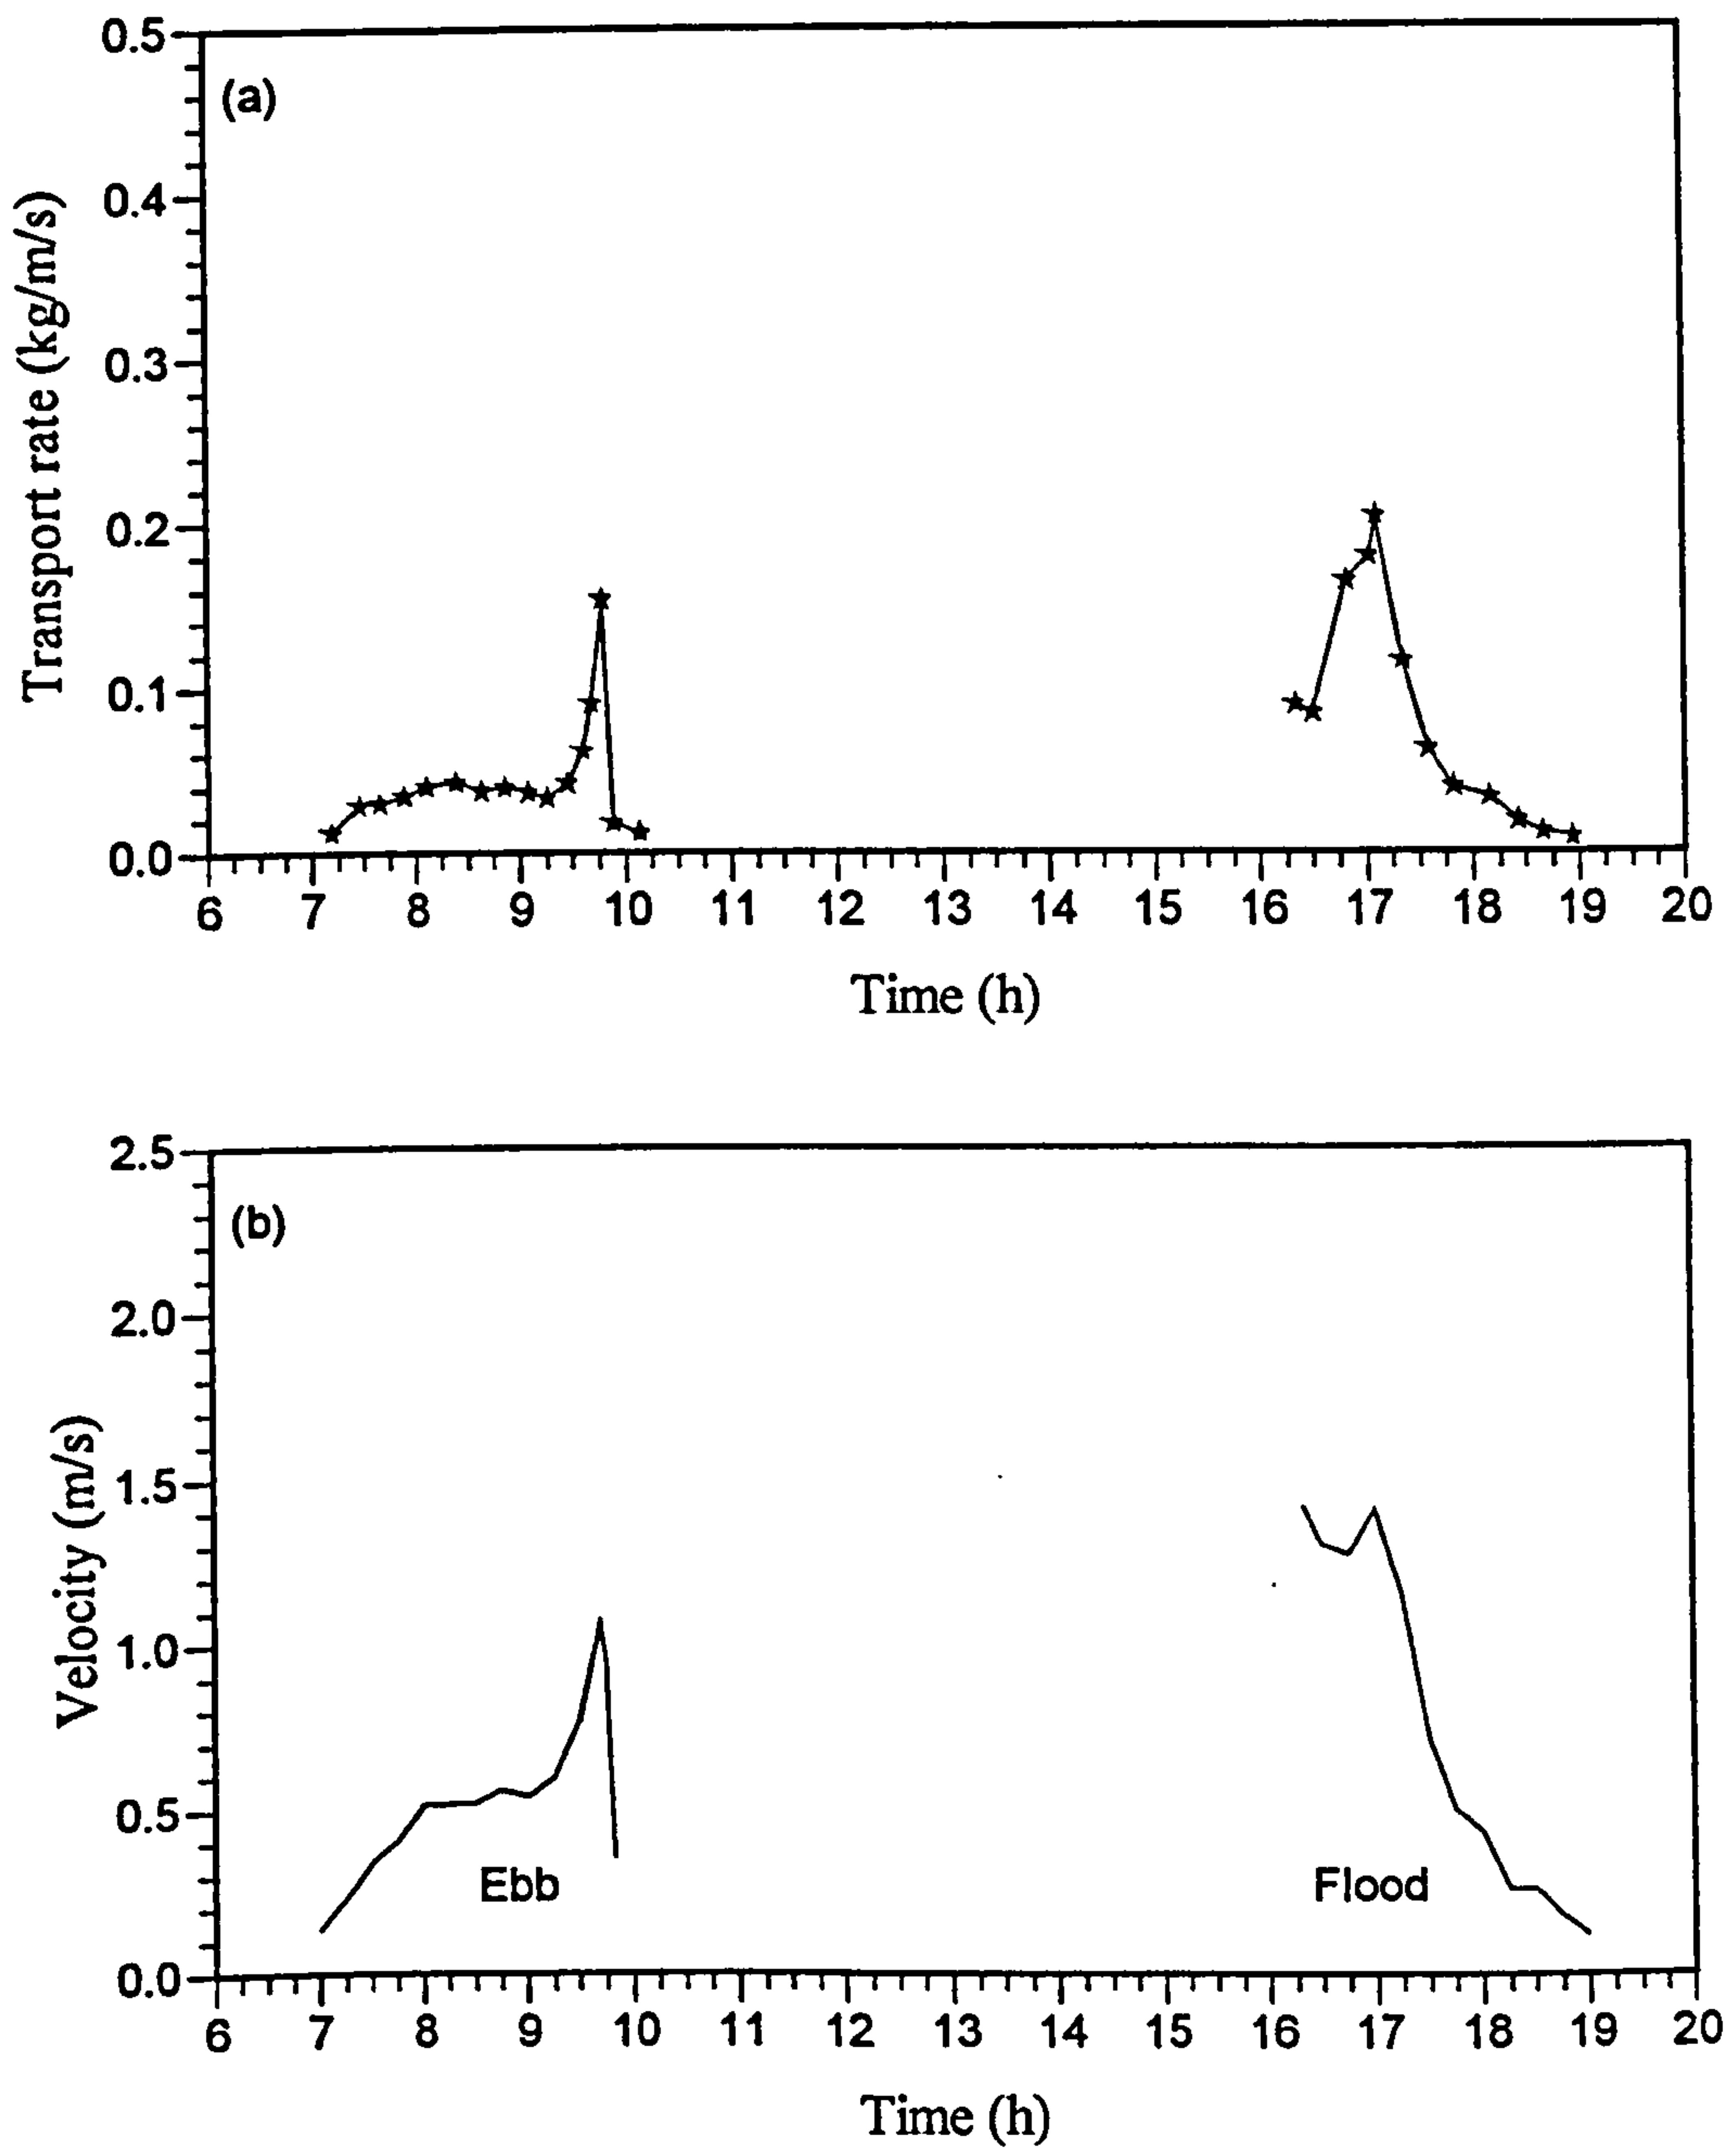 (a)
Transport rate (kg/m/s)
0.5
0.4
0.3
0.2
0.1
0.0
6 7 8 9 10 11 12 13 14 15 16 17 18 19 20
Time (h)
(b)
Velocity (m/s)
2.5
2.0
1.5
1.0
0.5
0.0
Ebb
Flood
6 7 8 9 10 11 12 13 14 15 16 17 18 19 20
Time (h)